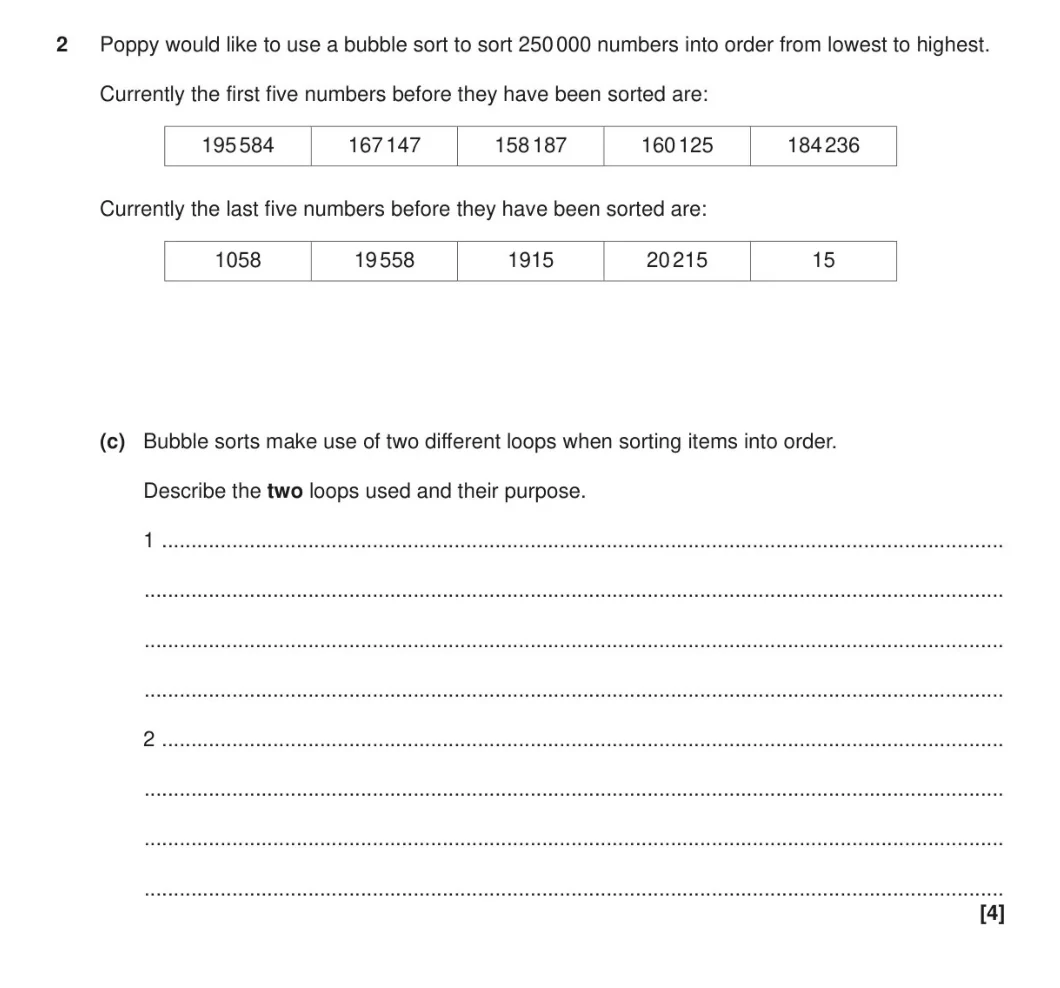 2 Poppy would like to use a bubble sort to sort 250 000 numbers into order from lowest to highest.
Currently the first five numbers before they have been sorted are:
195 584 167 147 158 187 160 125 184 236
Currently the last five numbers before they have been sorted are:
1058 19 558 1915 20 215 15
(c) Bubble sorts make use of two different loops when sorting items into order.
Describe the two loops used and their purpose.
1
2
[4]